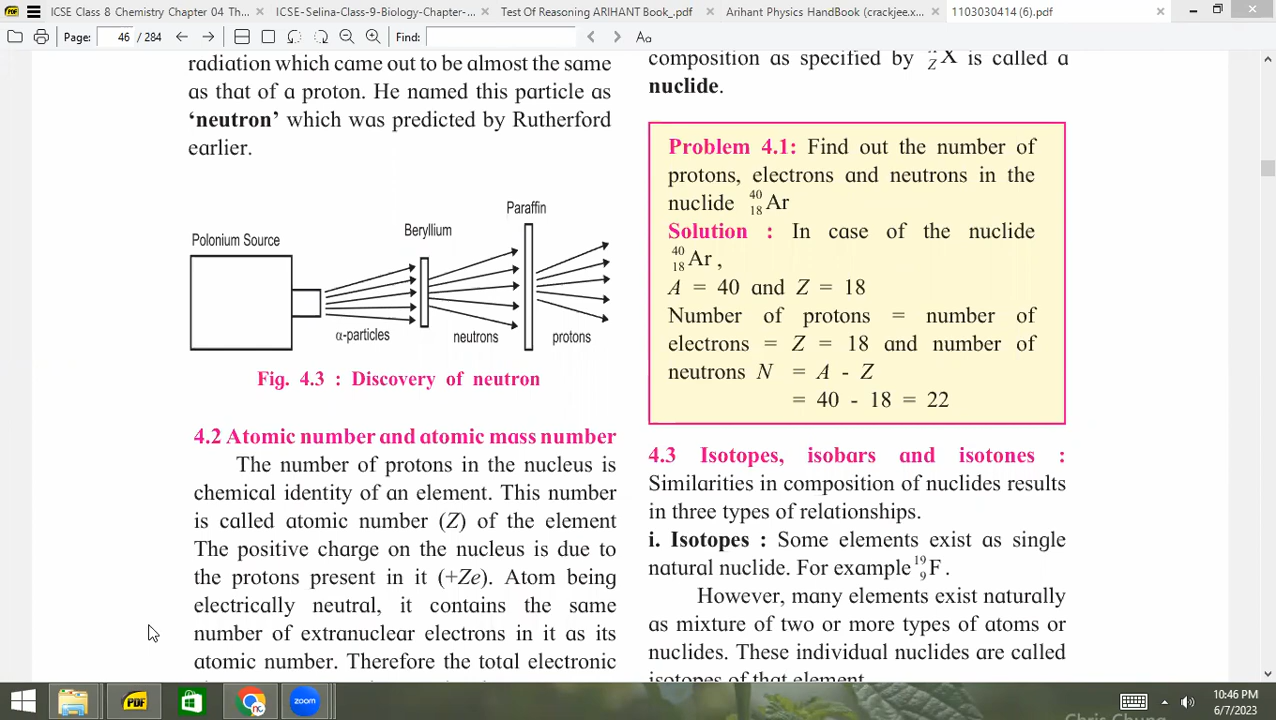 ICSE Class 8 Chemistry Chapter 04 Th...
ICSE-Selina-Class-9-Biology-Chapter-...
Test Of Reasoning ARIHANT Book_.pdf
Arihant Physics HandBook (crackjee.x...
1103030414 (6).pdf
Page: 46 / 284
Find:
radiation which came out to be almost the same
as that of a proton. He named this particle as
‘neutron’ which was predicted by Rutherford
earlier.
Polonium Source
Beryllium
Paraffin
α-particles
neutrons
protons
Fig. 4.3 : Discovery of neutron
4.2 Atomic number and atomic mass number
The number of protons in the nucleus is
chemical identity of an element. This number
is called atomic number (Z) of the element
The positive charge on the nucleus is due to
the protons present in it (+Ze). Atom being
electrically neutral, it contains the same
number of extranuclear electrons in it as its
atomic number. Therefore the total electronic
composition as specified by ᴢX is called a
nuclide.
Problem 4.1: Find out the number of
protons, electrons and neutrons in the
nuclide ⁴⁰₁₈Ar
Solution : In case of the nuclide
⁴⁰₁₈Ar ,
A = 40 and Z = 18
Number of protons = number of
electrons = Z = 18 and number of
neutrons N = A - Z
= 40 - 18 = 22
4.3 Isotopes, isobars and isotones :
Similarities in composition of nuclides results
in three types of relationships.
i. Isotopes : Some elements exist as single
natural nuclide. For example ¹⁹₉F .
However, many elements exist naturally
as mixture of two or more types of atoms or
nuclides. These individual nuclides are called
isotopes of that element.
PDF
zoom
10:46 PM
6/7/2023